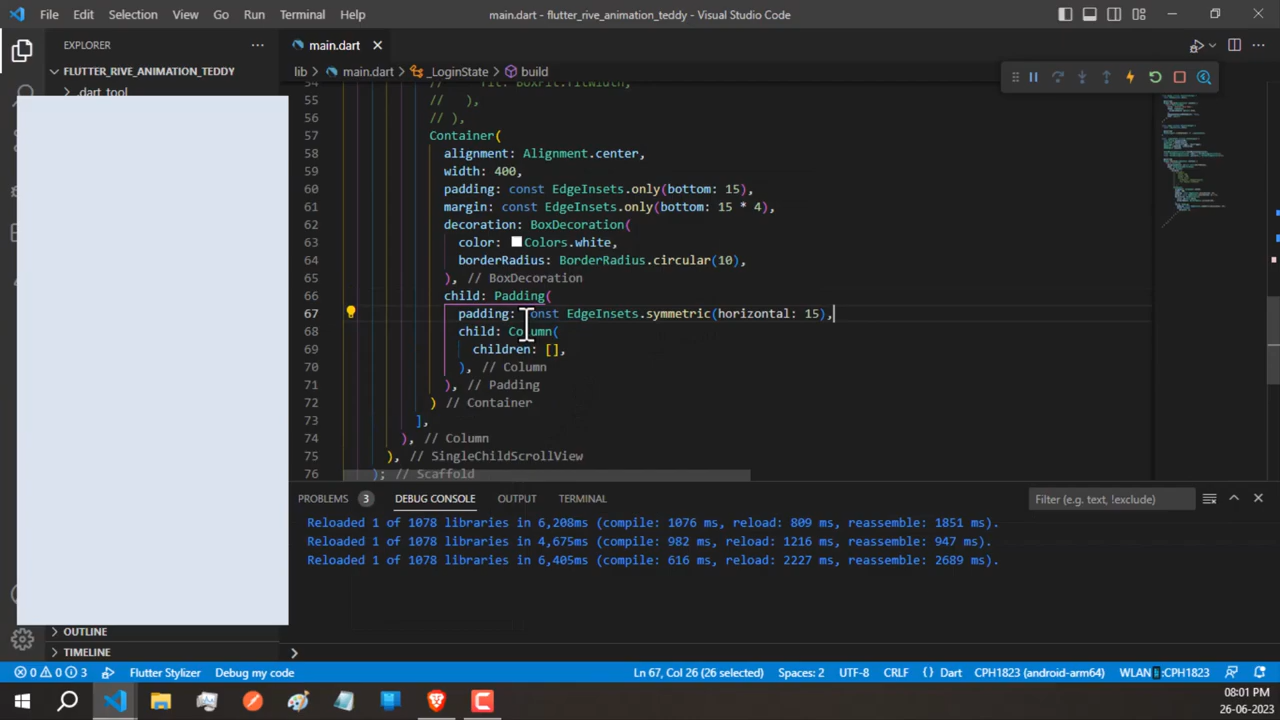 File Edit Selection View Go Run Terminal Help main.dart - flutter_rive_animation_teddy - Visual Studio Code
EXPLORER
main.dart
FLUTTER_RIVE_ANIMATION_TEDDY
lib > main.dart > _LoginState > build
.dart_tool
// fit: BoxFit.fitWidth,
55 // ),
56 // ),
57 Container(
58 alignment: Alignment.center,
59 width: 400,
60 padding: const EdgeInsets.only(bottom: 15),
61 margin: const EdgeInsets.only(bottom: 15 * 4),
62 decoration: BoxDecoration(
63 color: Colors.white,
64 borderRadius: BorderRadius.circular(10),
65 ), // BoxDecoration
66 child: Padding(
67 padding: const EdgeInsets.symmetric(horizontal: 15),
68 child: Column(
69 children: [],
70 ), // Column
71 ), // Padding
72 ) // Container
73 ],
74 ), // Column
75 ), // SingleChildScrollView
76 ); // Scaffold
PROBLEMS 3 DEBUG CONSOLE OUTPUT TERMINAL Filter (e.g. text, !exclude)
Reloaded 1 of 1078 libraries in 6,208ms (compile: 1076 ms, reload: 809 ms, reassemble: 1851 ms).
Reloaded 1 of 1078 libraries in 4,675ms (compile: 982 ms, reload: 1216 ms, reassemble: 947 ms).
Reloaded 1 of 1078 libraries in 6,405ms (compile: 616 ms, reload: 2227 ms, reassemble: 2689 ms).
OUTLINE
TIMELINE
0 0 3 Flutter Stylizer Debug my code Ln 67, Col 26 (26 selected) Spaces: 2 UTF-8 CRLF {} Dart CPH1823 (android-arm64) WLAN :CPH1823
08:01 PM
26-06-2023